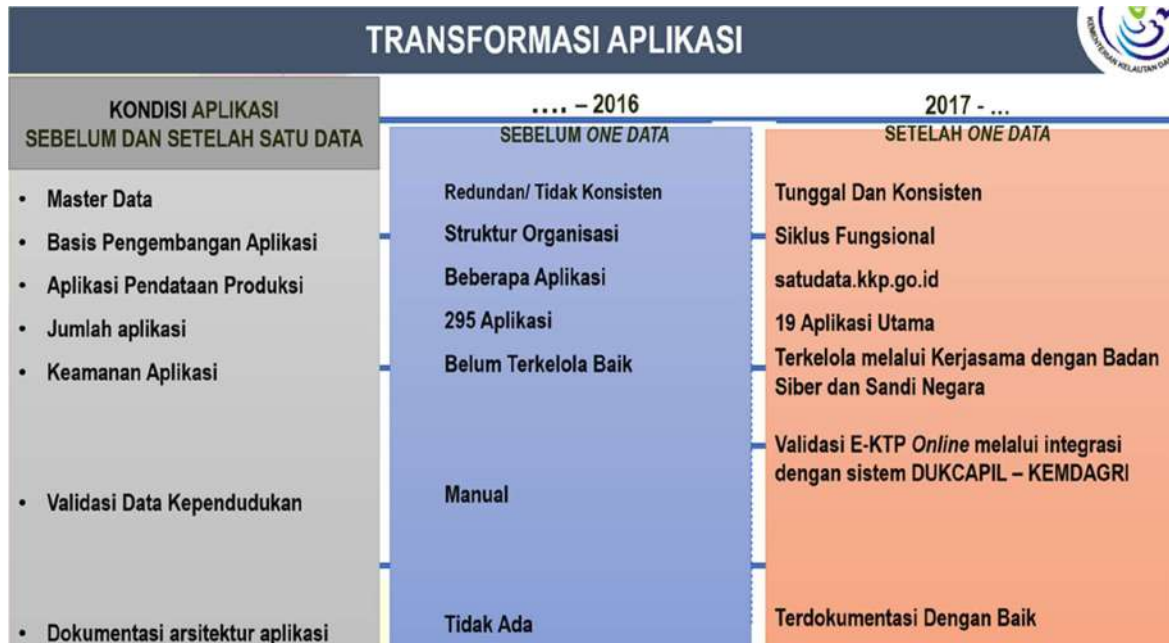 TRANSFORMASI APLIKASI
KEMENTERIAN KELAUTAN DAN
KONDISI APLIKASI
SEBELUM DAN SETELAH SATU DATA
.... – 2016
SEBELUM ONE DATA
2017 - ...
SETELAH ONE DATA
• Master Data
Redundan/ Tidak Konsisten
Tunggal Dan Konsisten
• Basis Pengembangan Aplikasi
Struktur Organisasi
Siklus Fungsional
• Aplikasi Pendataan Produksi
Beberapa Aplikasi
satudata.kkp.go.id
• Jumlah aplikasi
295 Aplikasi
19 Aplikasi Utama
• Keamanan Aplikasi
Belum Terkelola Baik
Terkelola melalui Kerjasama dengan Badan
Siber dan Sandi Negara
• Validasi Data Kependudukan
Manual
Validasi E-KTP Online melalui integrasi
dengan sistem DUKCAPIL – KEMDAGRI
• Dokumentasi arsitektur aplikasi
Tidak Ada
Terdokumentasi Dengan Baik